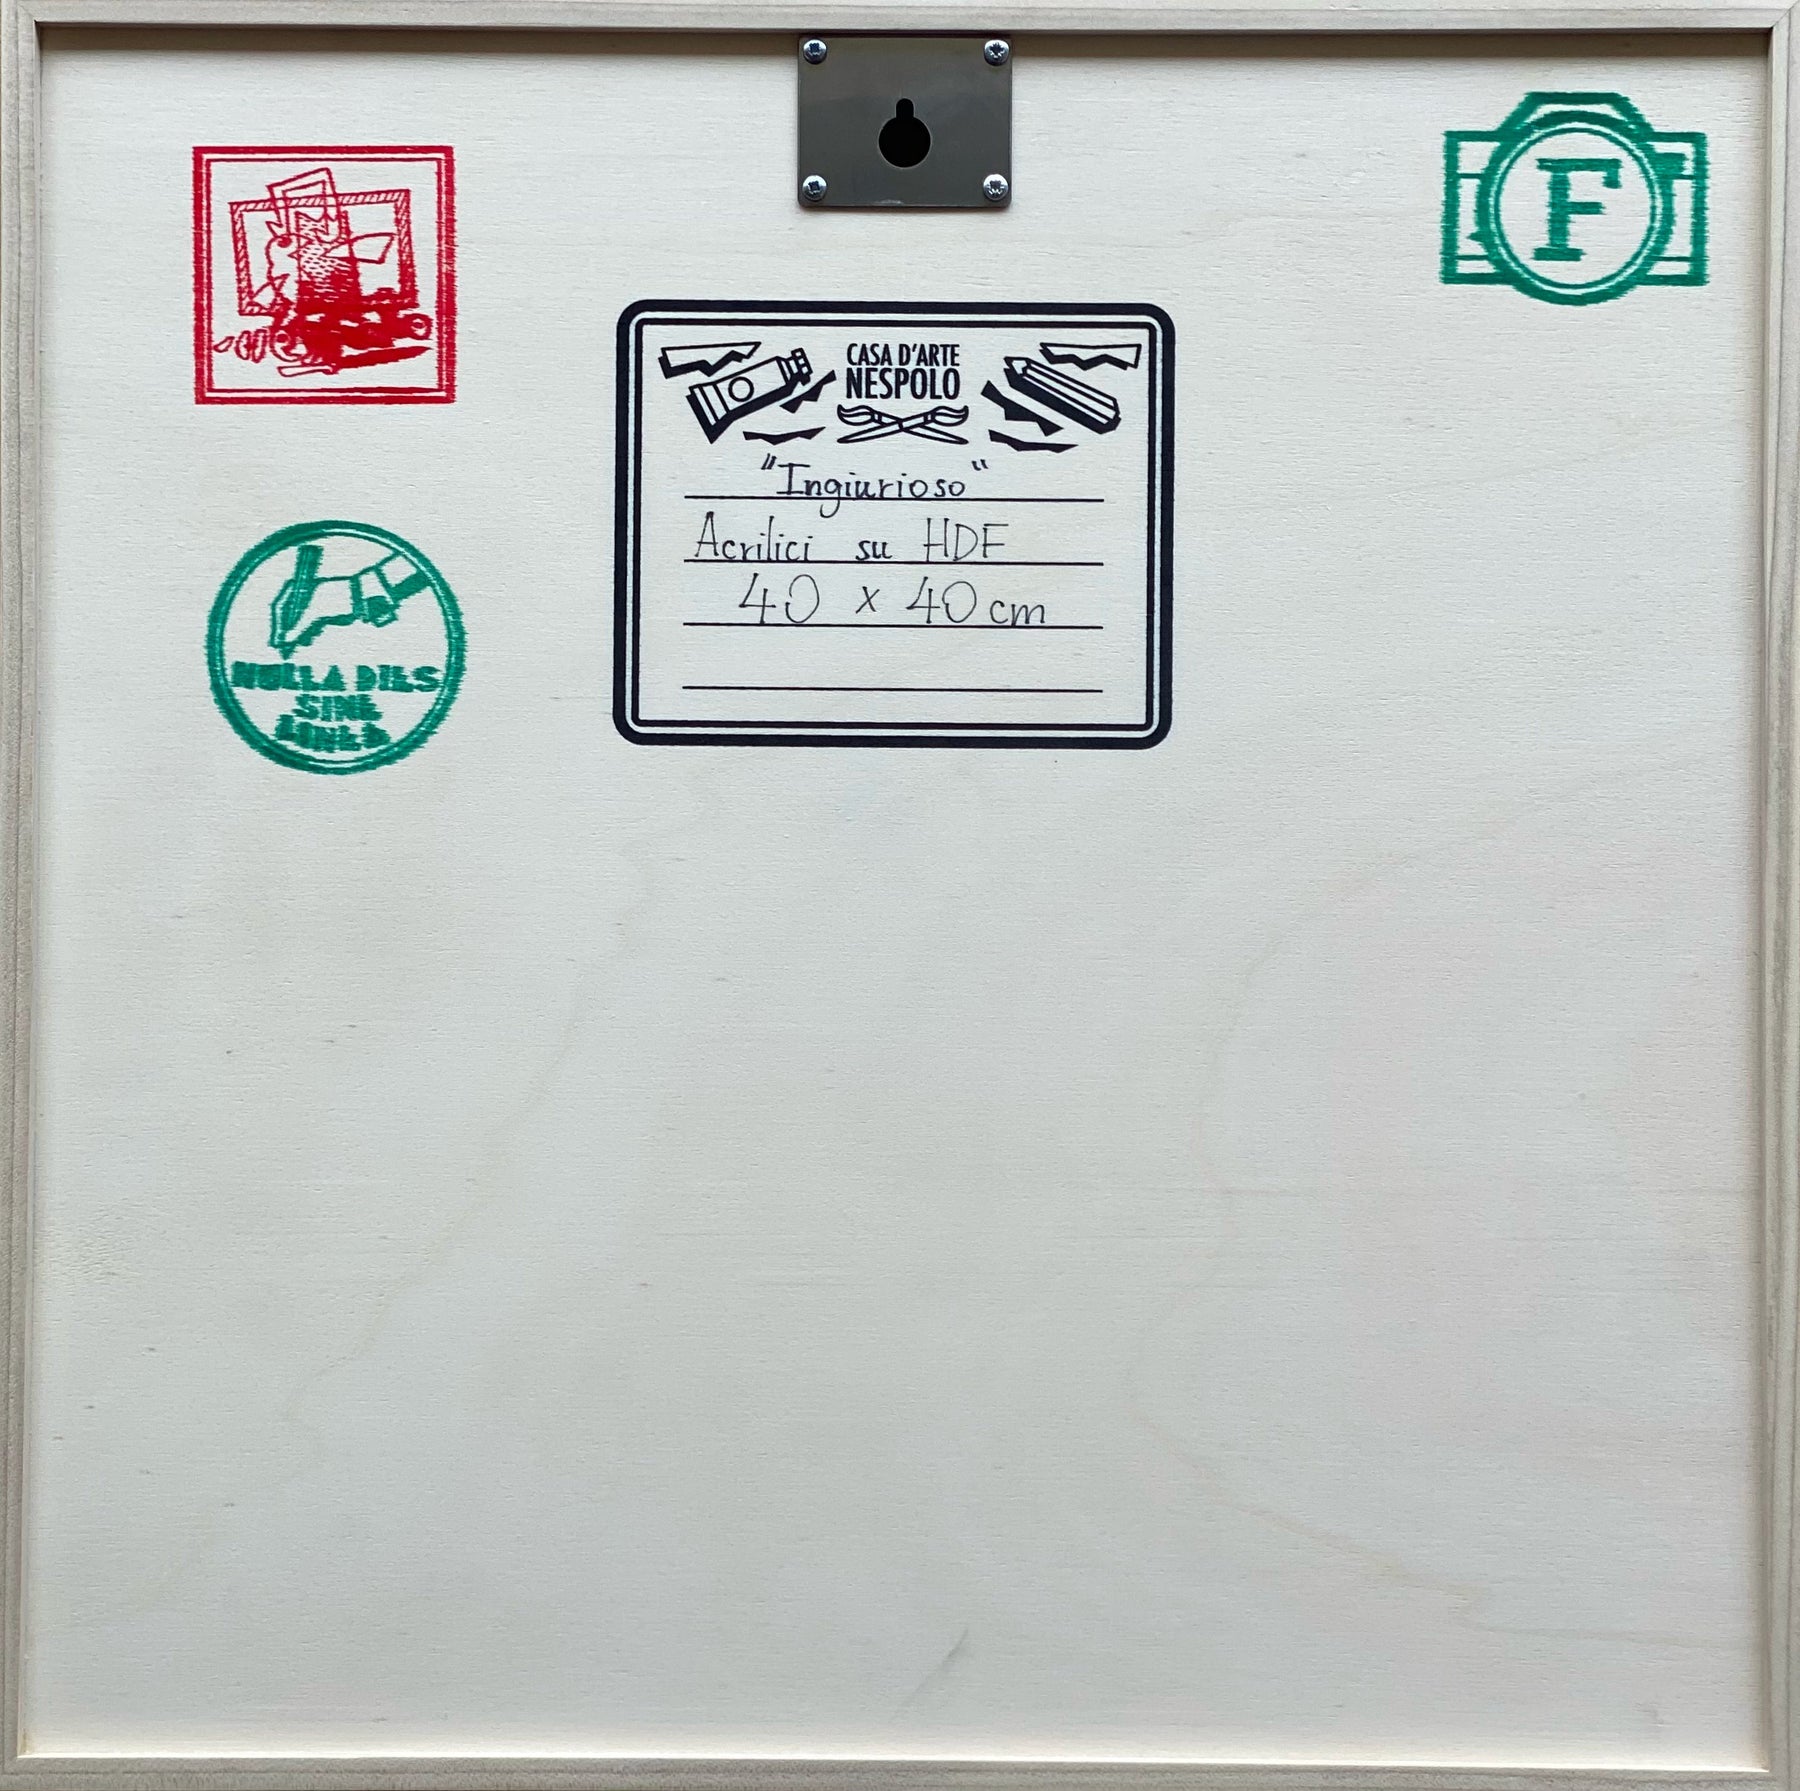 F
CASA D'ARTE
NESPOLO
"Ingiurioso"
Acrilici su HDF
40 x 40 cm
NULLA DIES
SINE
LINEA